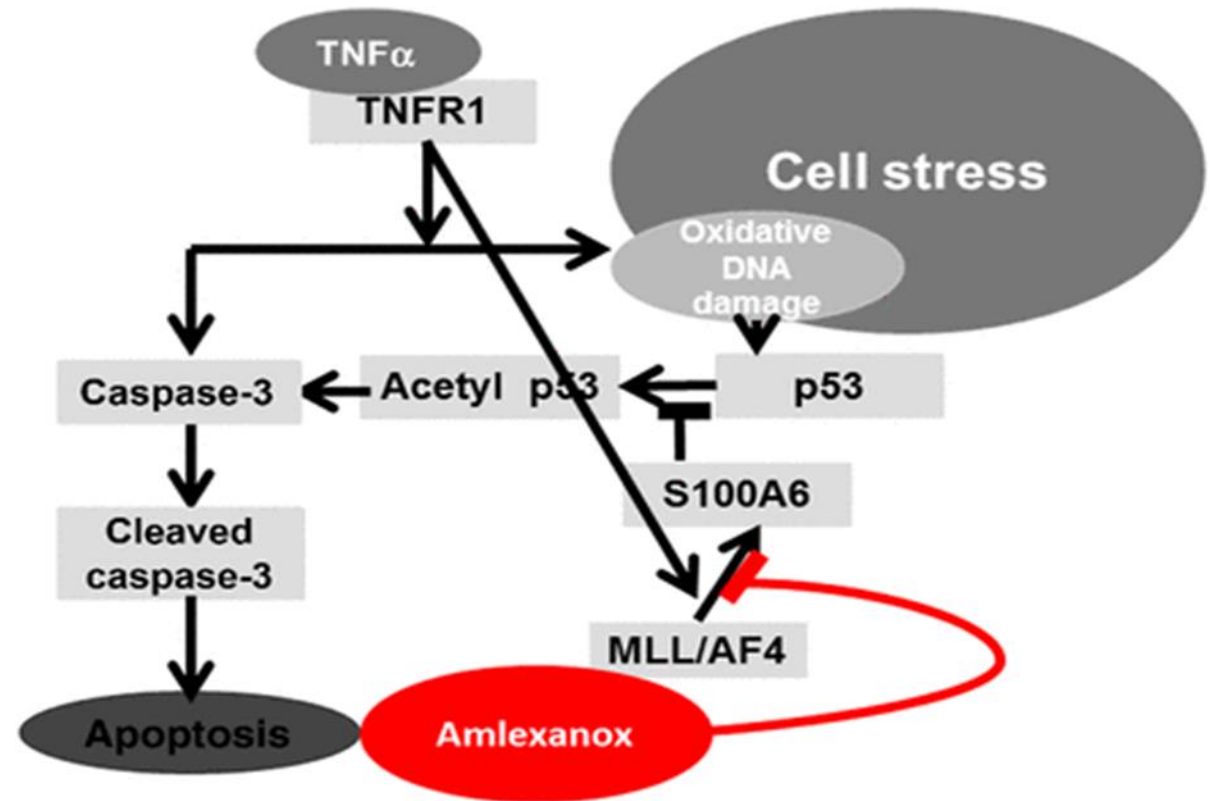 TNFα
TNFR1
Cell stress
Oxidative
DNA
damage
Caspase-3
Acetyl p53
p53
S100A6
Cleaved
caspase-3
MLL/AF4
Apoptosis
Amlexanox